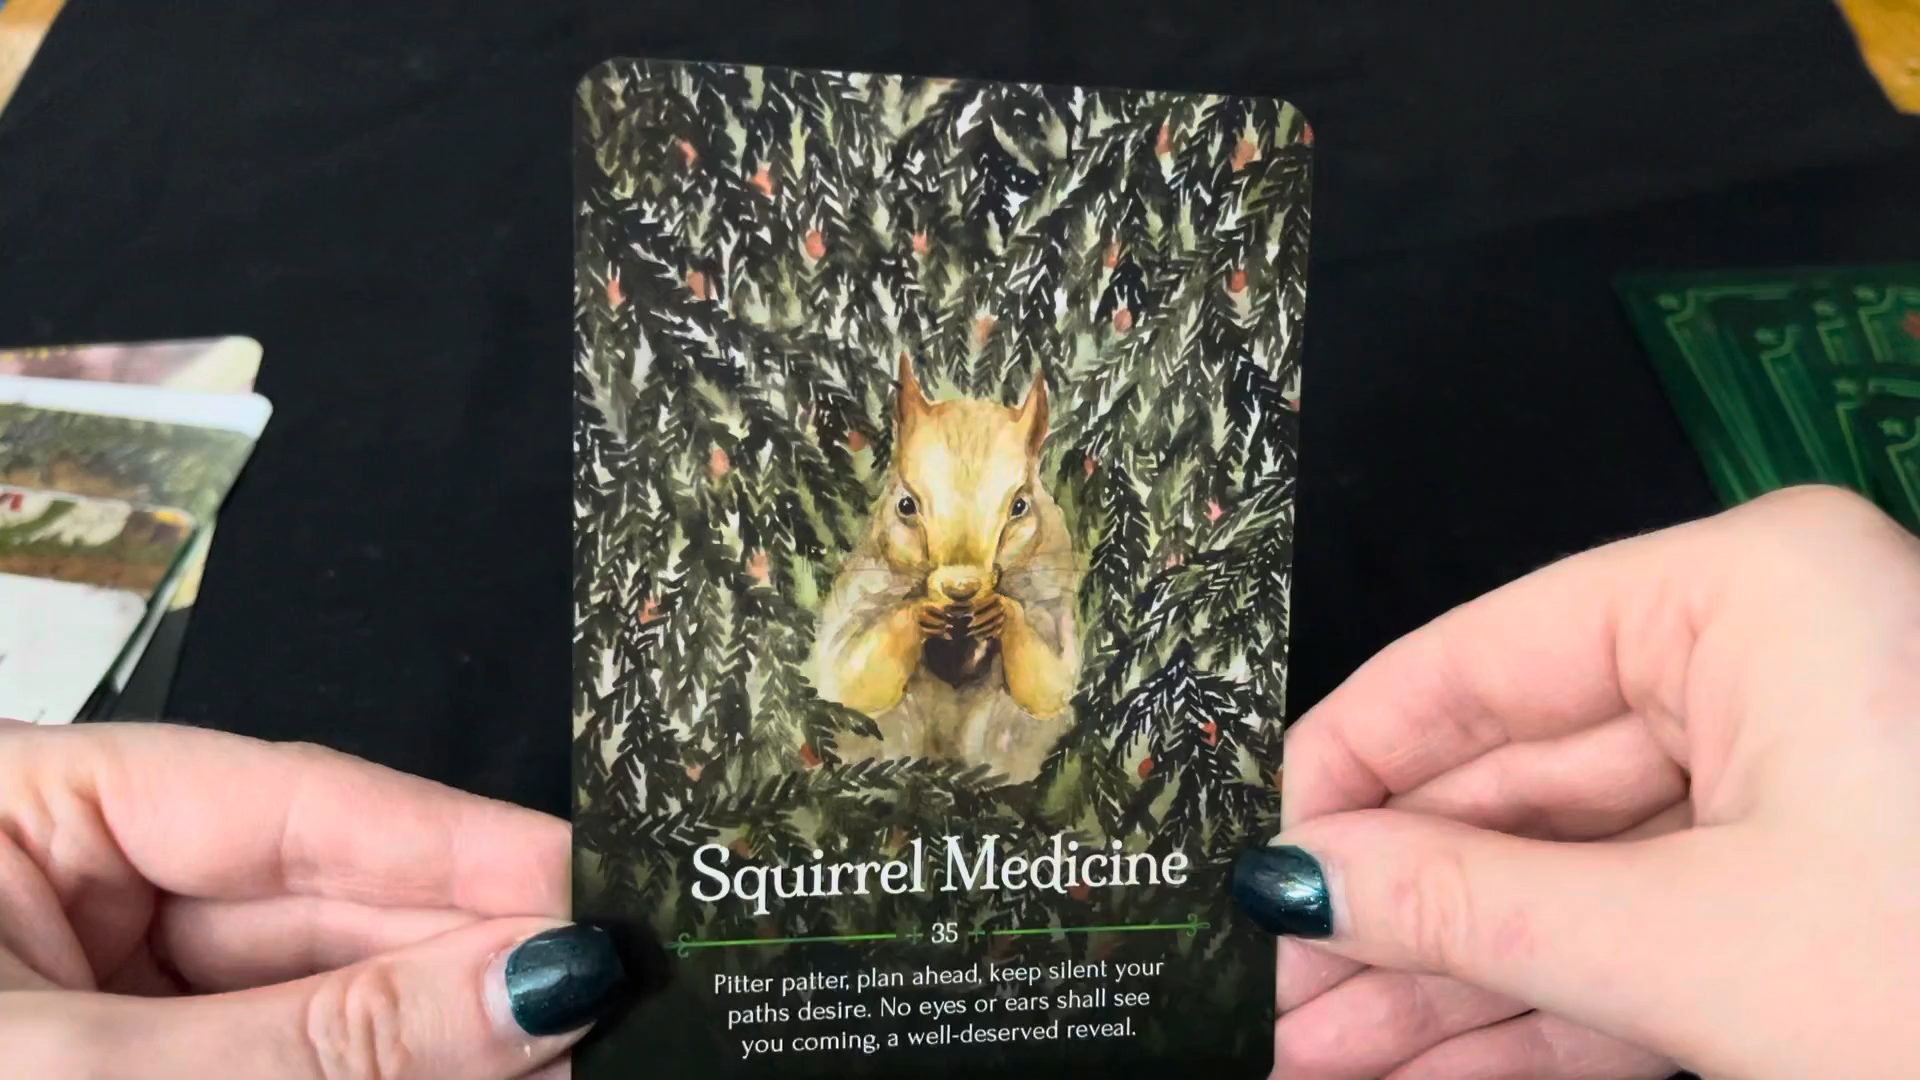 Squirrel Medicine
35
Pitter patter, plan ahead, keep silent your
paths desire. No eyes or ears shall see
you coming, a well-deserved reveal.